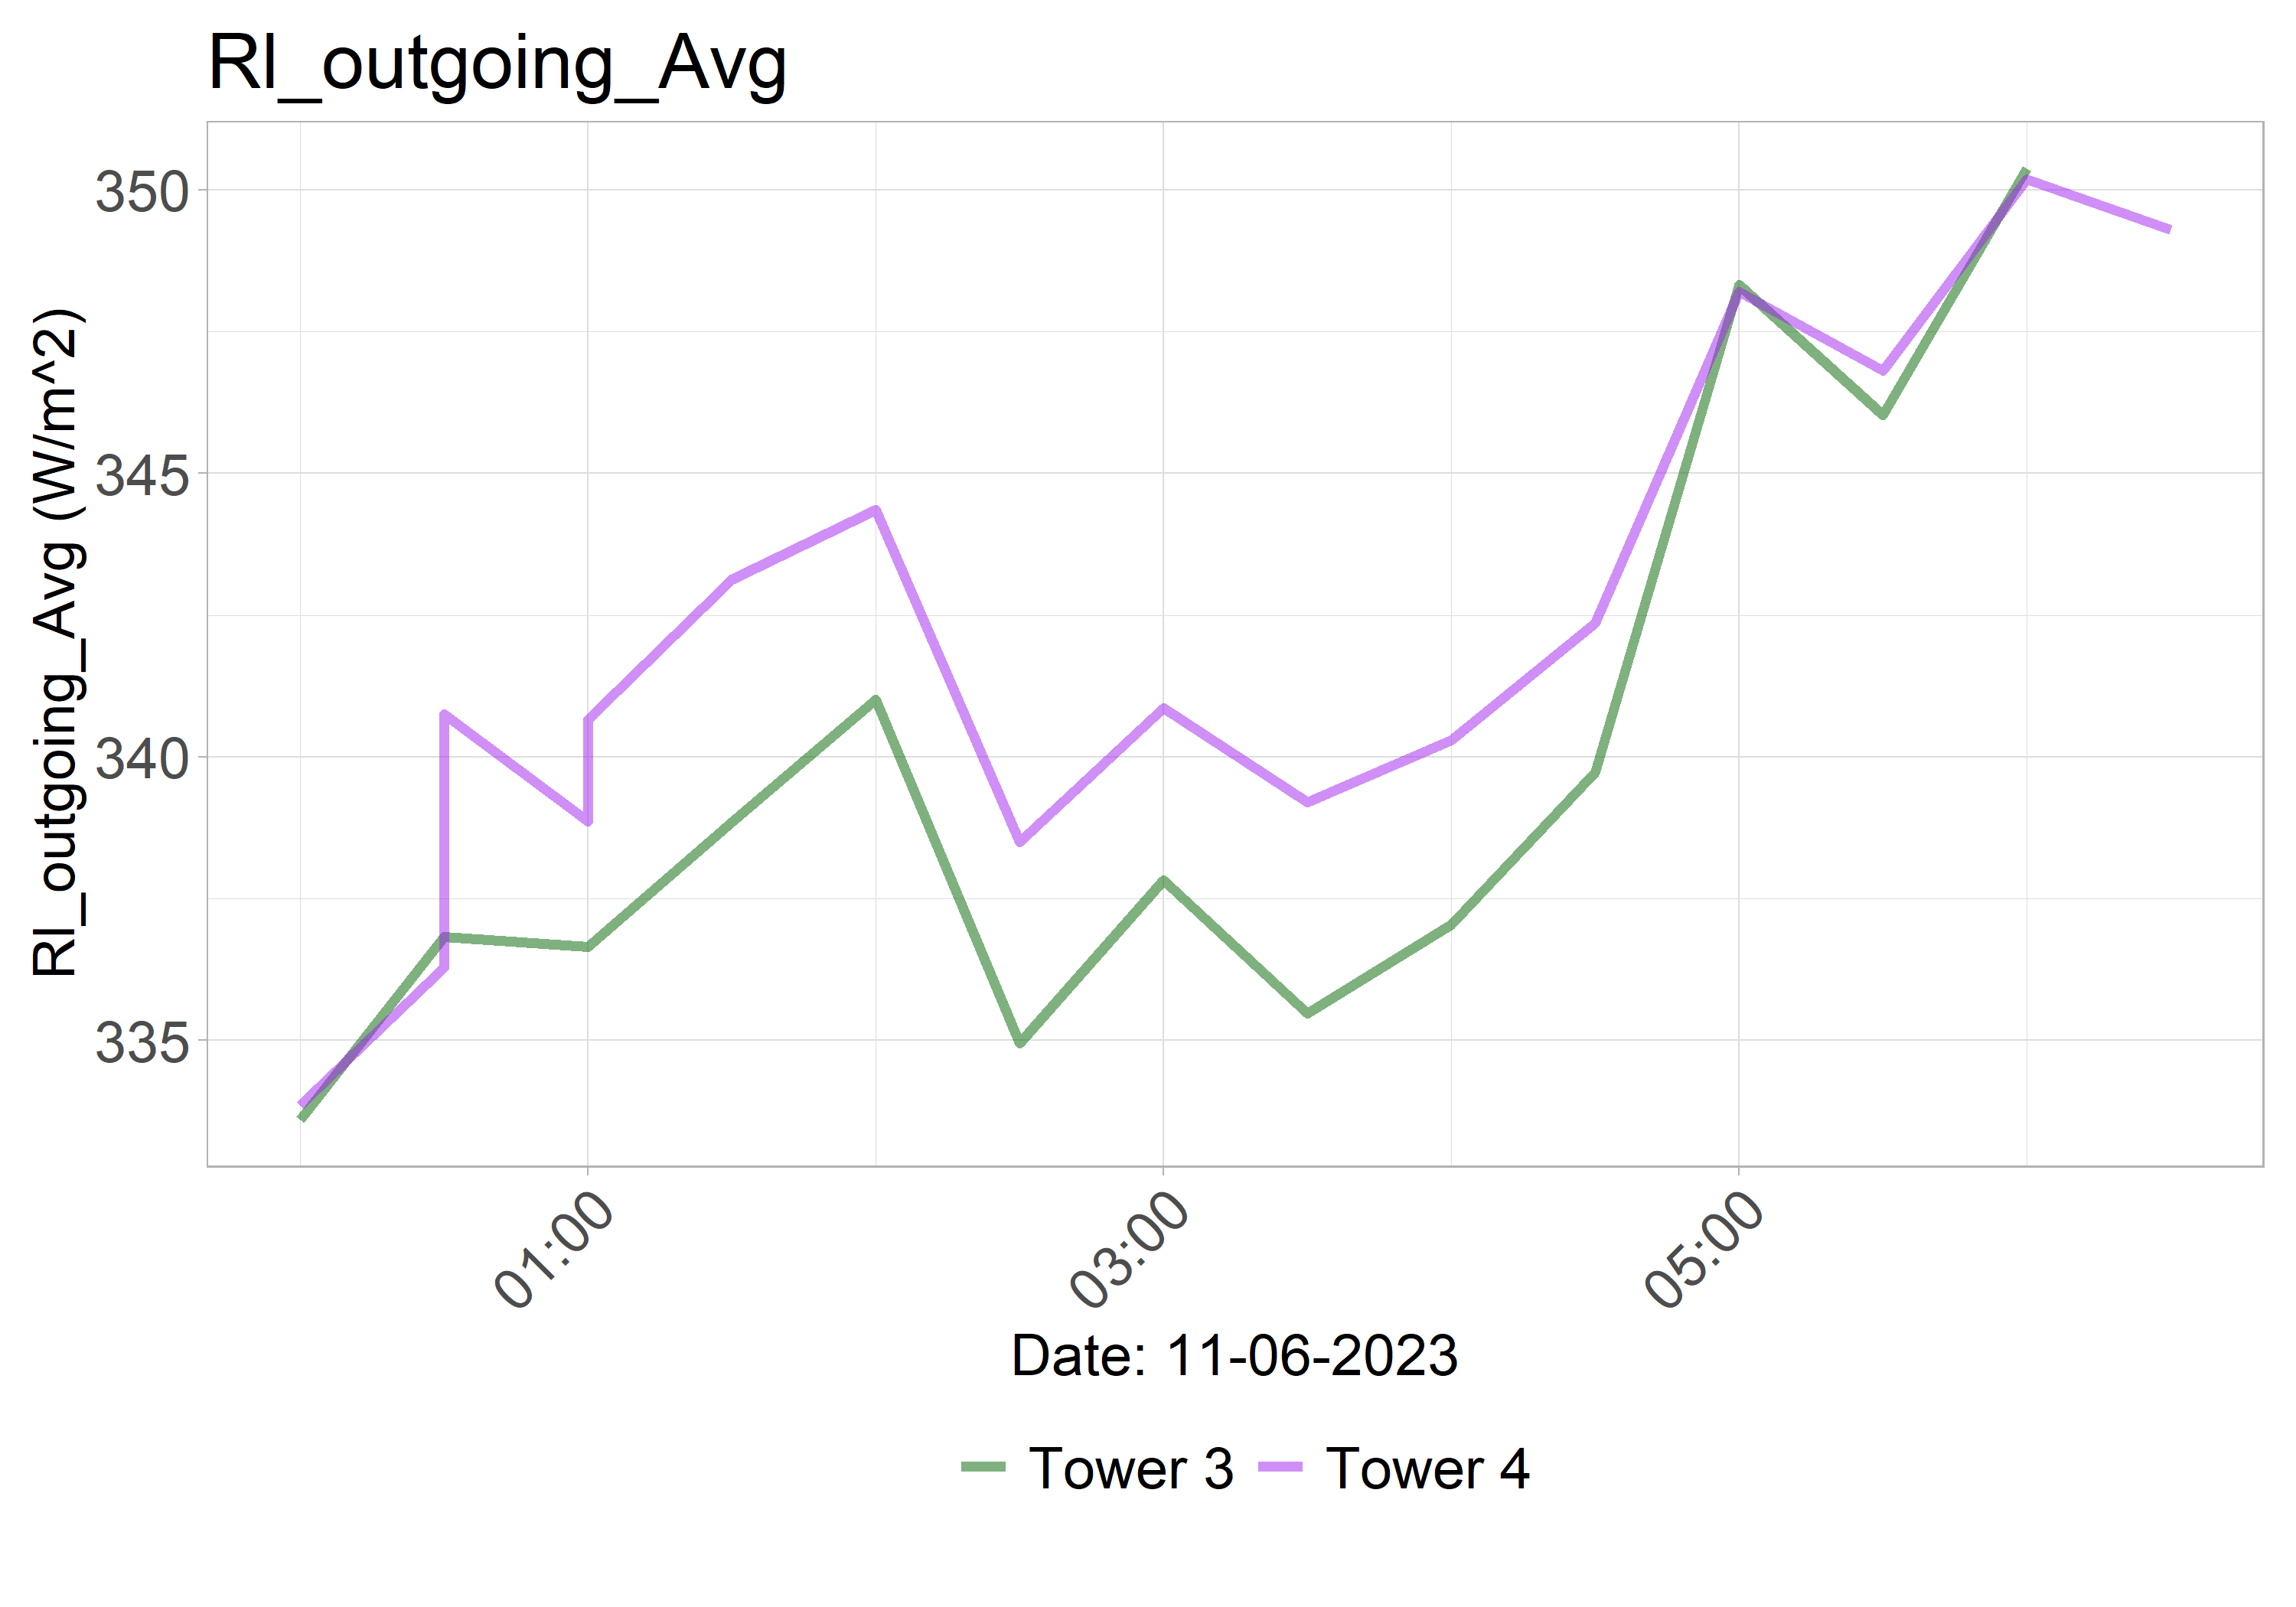 Rl_outgoing_Avg
Rl_outgoing_Avg (W/m^2)
350
345
340
335
01:00
03:00
05:00
Date: 11-06-2023
Tower 3
Tower 4